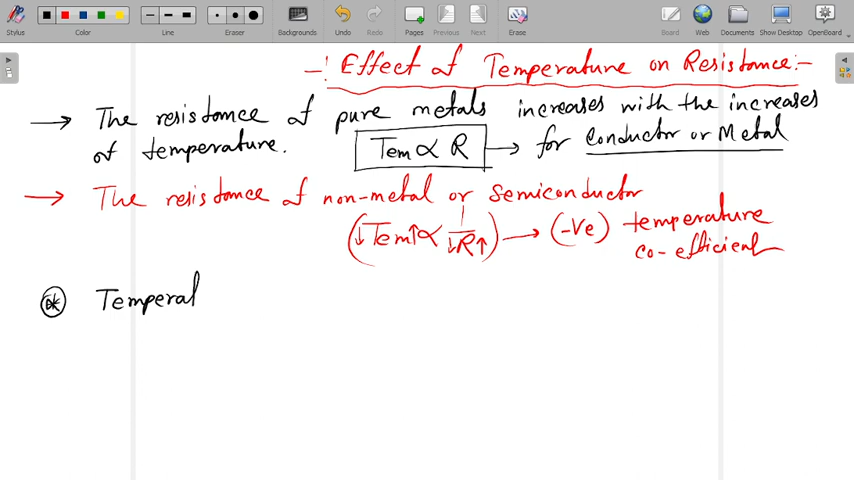 Stylus
Color
Line
Eraser
Backgrounds
Undo
Redo
Pages
Previous
Next
Erase
Board
Web
Documents
Show Desktop
OpenBoard
-: Effect of Temperature on Resistance:-
→ The resistance of pure metals increases with the increases
of temperature. Tem ∝ R → for Conductor or Metal
→ The resistance of non-metal or semiconductor
(↓Tem↑ ∝ 1/↓R↑) → (-Ve) temperature
co-efficient
* Temperal